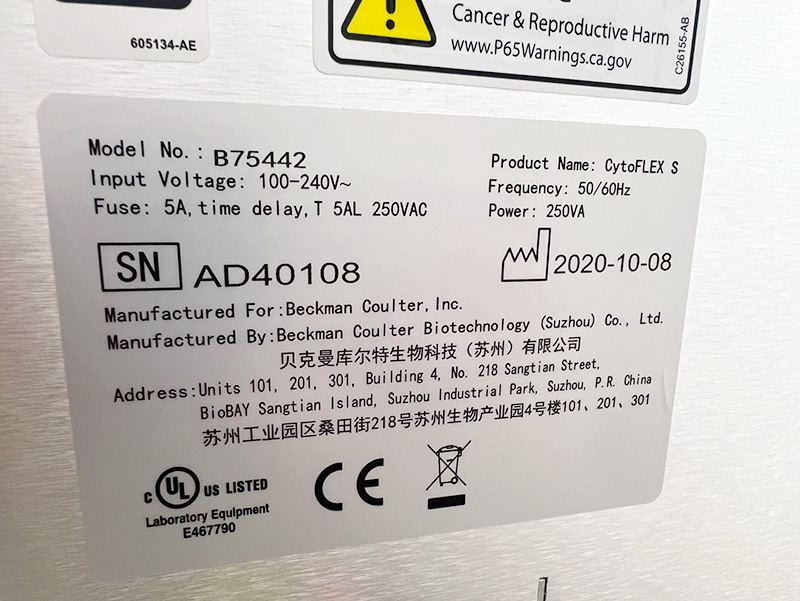 605134-AE
Cancer & Reproductive Harm
www.P65Warnings.ca.gov
C26155-AB
Model No.: B75442
Product Name: CytoFLEX S
Input Voltage: 100-240V~
Frequency: 50/60Hz
Fuse: 5A, time delay, T 5AL 250VAC
Power: 250VA
SN AD40108
2020-10-08
Manufactured For:Beckman Coulter, Inc.
Manufactured By:Beckman Coulter Biotechnology (Suzhou) Co., Ltd.
贝克曼库尔特生物科技（苏州）有限公司
Address:Units 101, 201, 301, Building 4, No. 218 Sangtian Street,
BioBAY Sangtian Island, Suzhou Industrial Park, Suzhou, P.R. China
苏州工业园区桑田街218号苏州生物产业园4号楼101、201、301
c UL US LISTED
CE
Laboratory Equipment
E467790